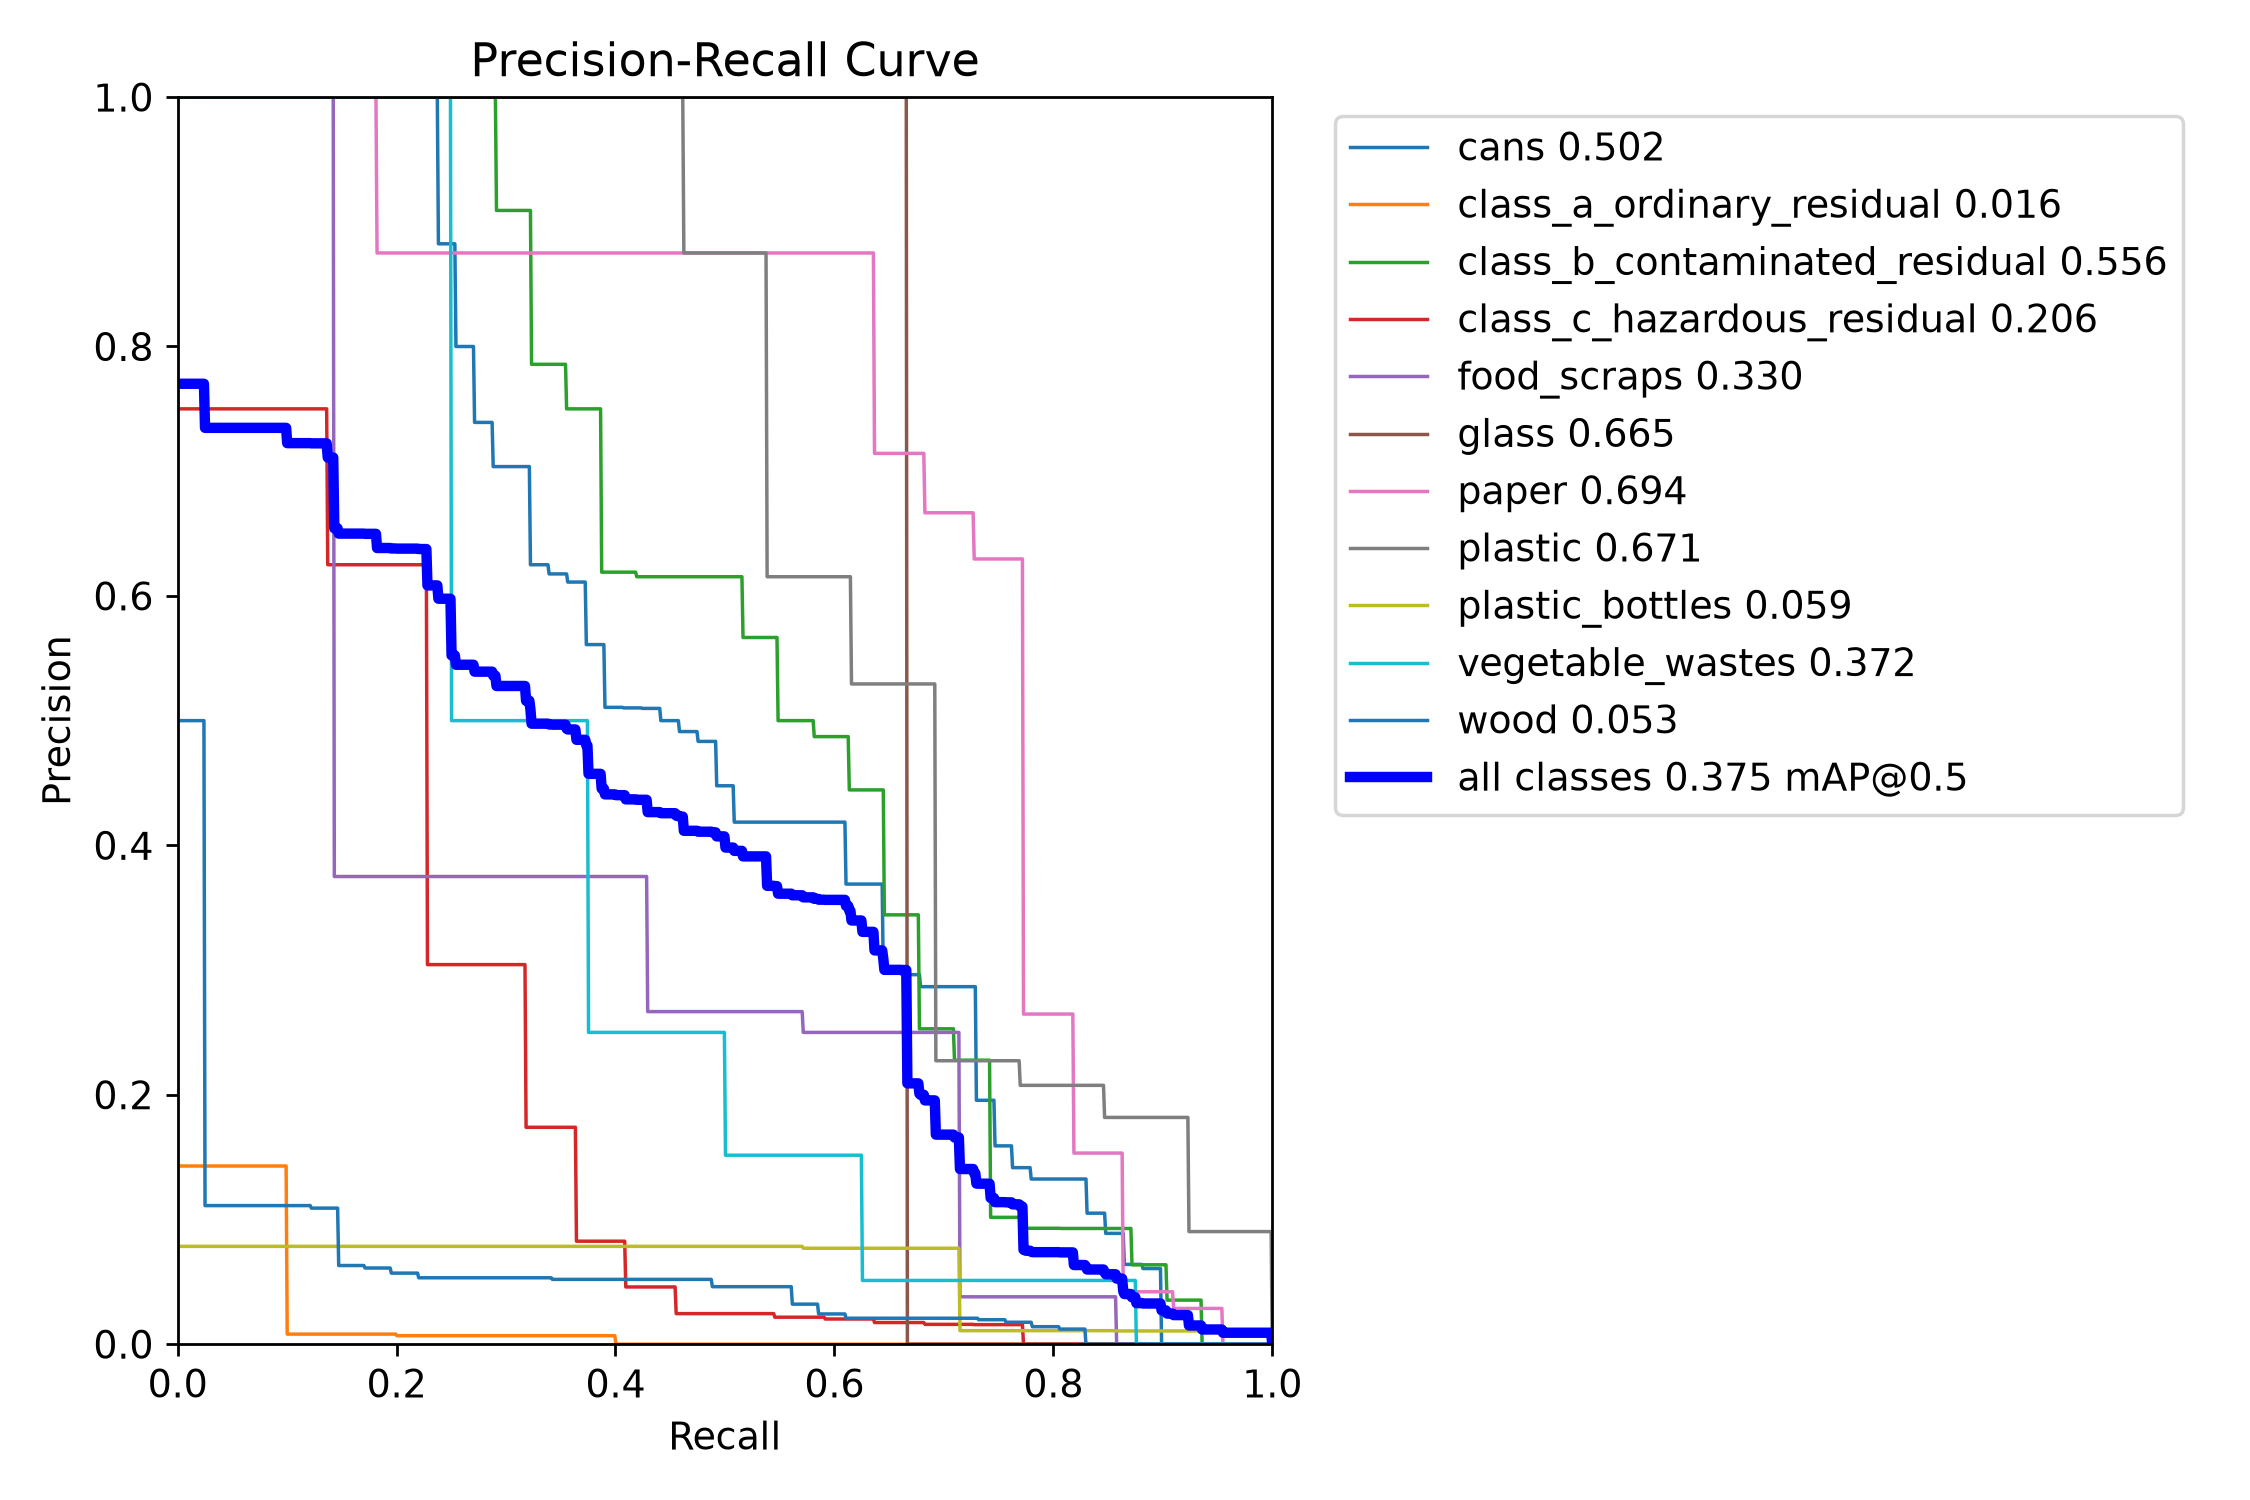 Precision-Recall Curve
1.0
0.8
0.6
0.4
0.2
0.0
Precision
0.0 0.2 0.4 0.6 0.8 1.0
Recall
cans 0.502
class_a_ordinary_residual 0.016
class_b_contaminated_residual 0.556
class_c_hazardous_residual 0.206
food_scraps 0.330
glass 0.665
paper 0.694
plastic 0.671
plastic_bottles 0.059
vegetable_wastes 0.372
wood 0.053
all classes 0.375 mAP@0.5